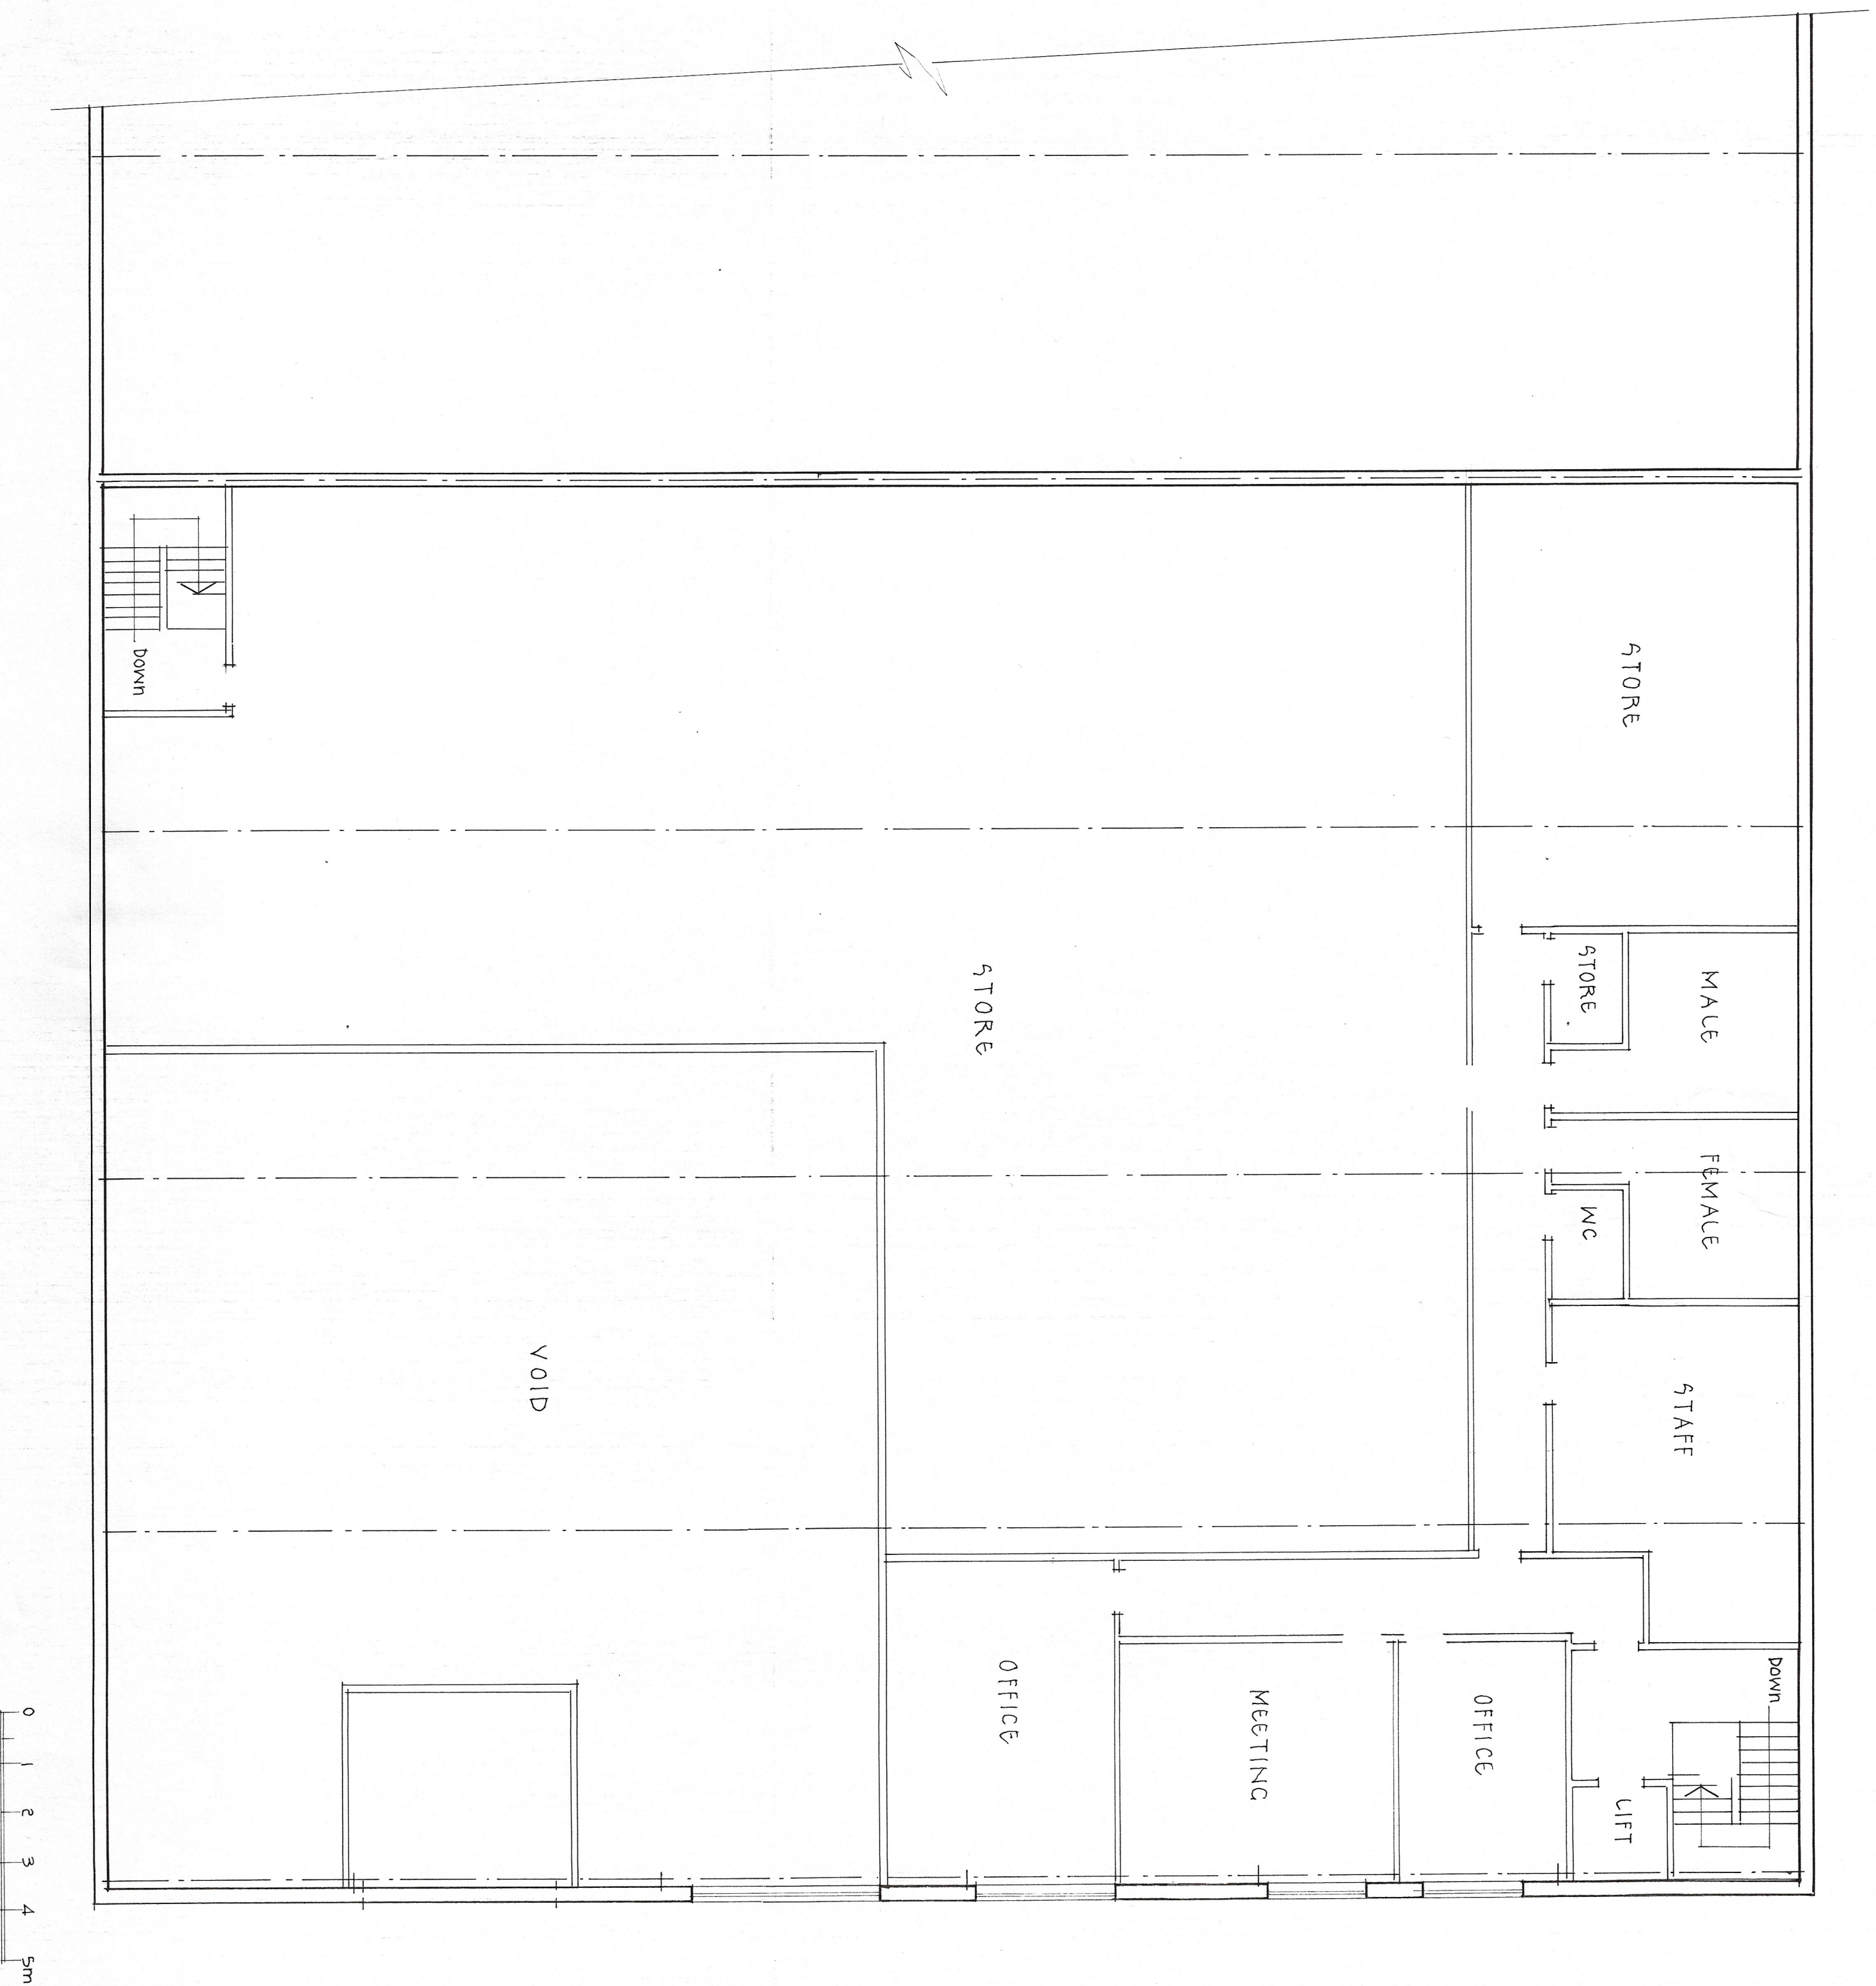 STORE
MALE
STORE
FEMALE
WC
STAFF
DOWN
LIFT
OFFICE
MEETING
OFFICE
STORE
VOID
DOWN
0 1 2 3 4 5m